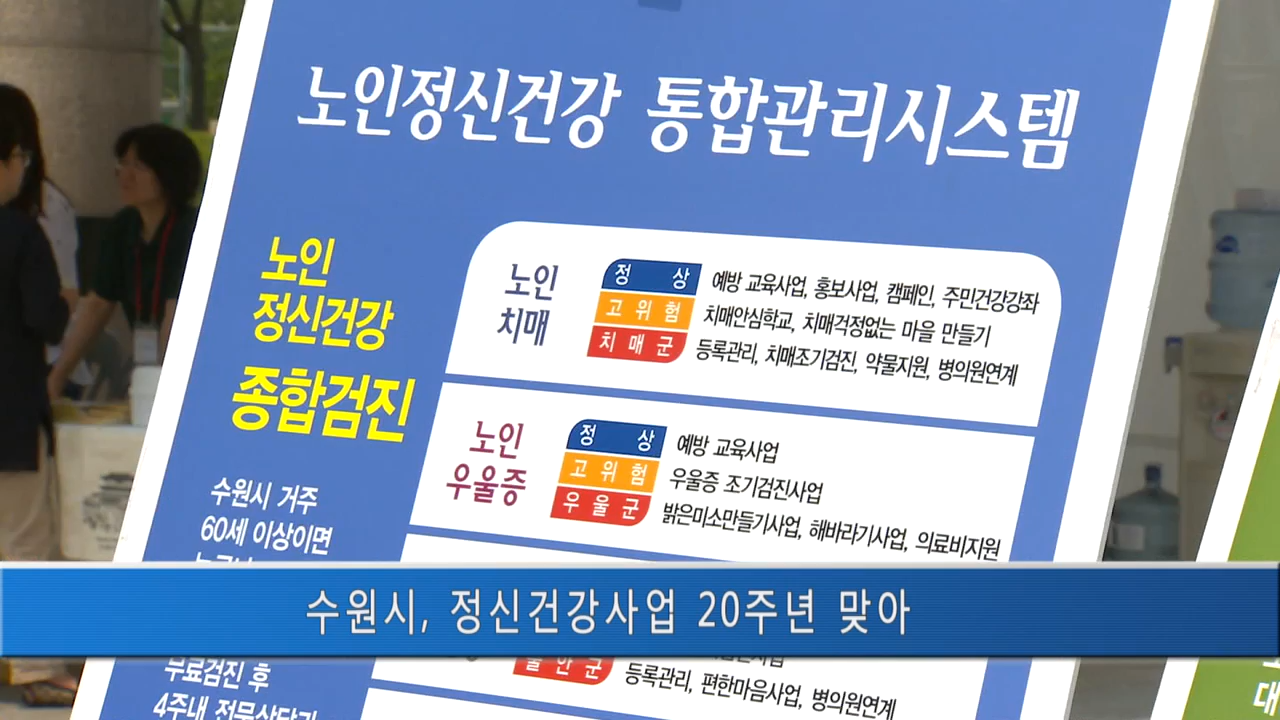 노인정신건강 통합관리시스템
노인
정신건강
종합검진
수원시 거주
60세 이상이면
무료검진 후
4주내 전문상담과
노인
치매
정 상
고 위 험
치 매 군
예방 교육사업, 홍보사업, 캠페인, 주민건강강좌
치매안심학교, 치매걱정없는 마을 만들기
등록관리, 치매조기검진, 약물지원, 병의원연계
노인
우울증
정 상
고 위 험
우 울 군
예방 교육사업
우울증 조기검진사업
밝은미소만들기사업, 해바라기사업, 의료비지원
불 안 군
등록관리, 편한마음사업, 병의원연계
수원시, 정신건강사업 20주년 맞아
대